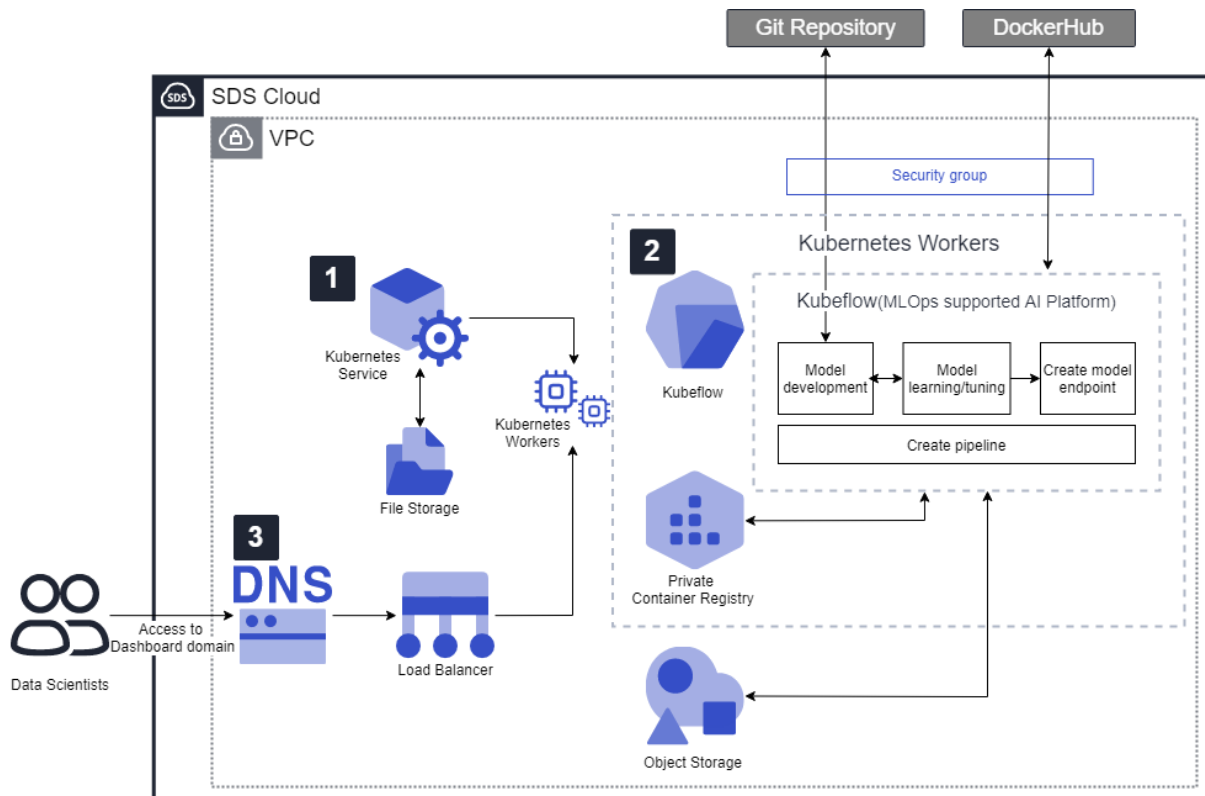 Git Repository
DockerHub
SDS
SDS Cloud
VPC
Security group
Kubernetes Workers
1
2
Kubeflow(MLOps supported AI Platform)
Kubernetes
Service
Kubeflow
Model
development
Model
learning/tuning
Create model
endpoint
Kubernetes
Workers
Create pipeline
File Storage
3
DNS
Private
Container Registry
Access to
Dashboard domain
Load Balancer
Data Scientists
Object Storage